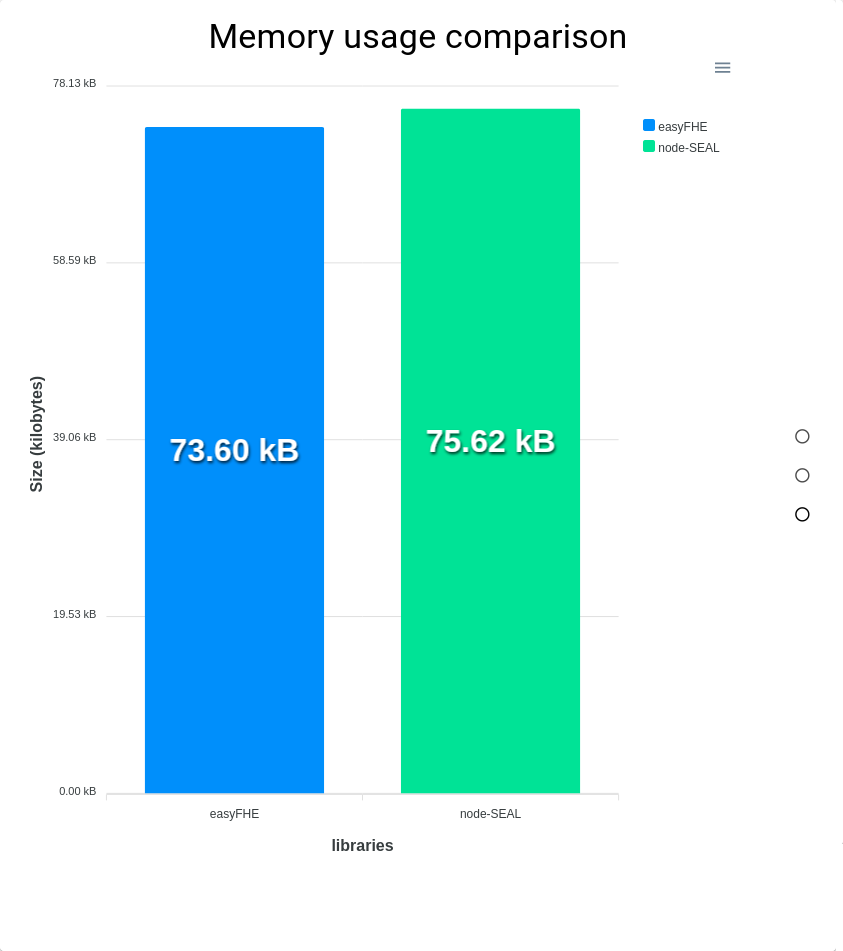 Memory usage comparison
78.13 kB
58.59 kB
39.06 kB
19.53 kB
0.00 kB
Size (kilobytes)
73.60 kB
75.62 kB
easyFHE
node-SEAL
libraries
easyFHE
node-SEAL